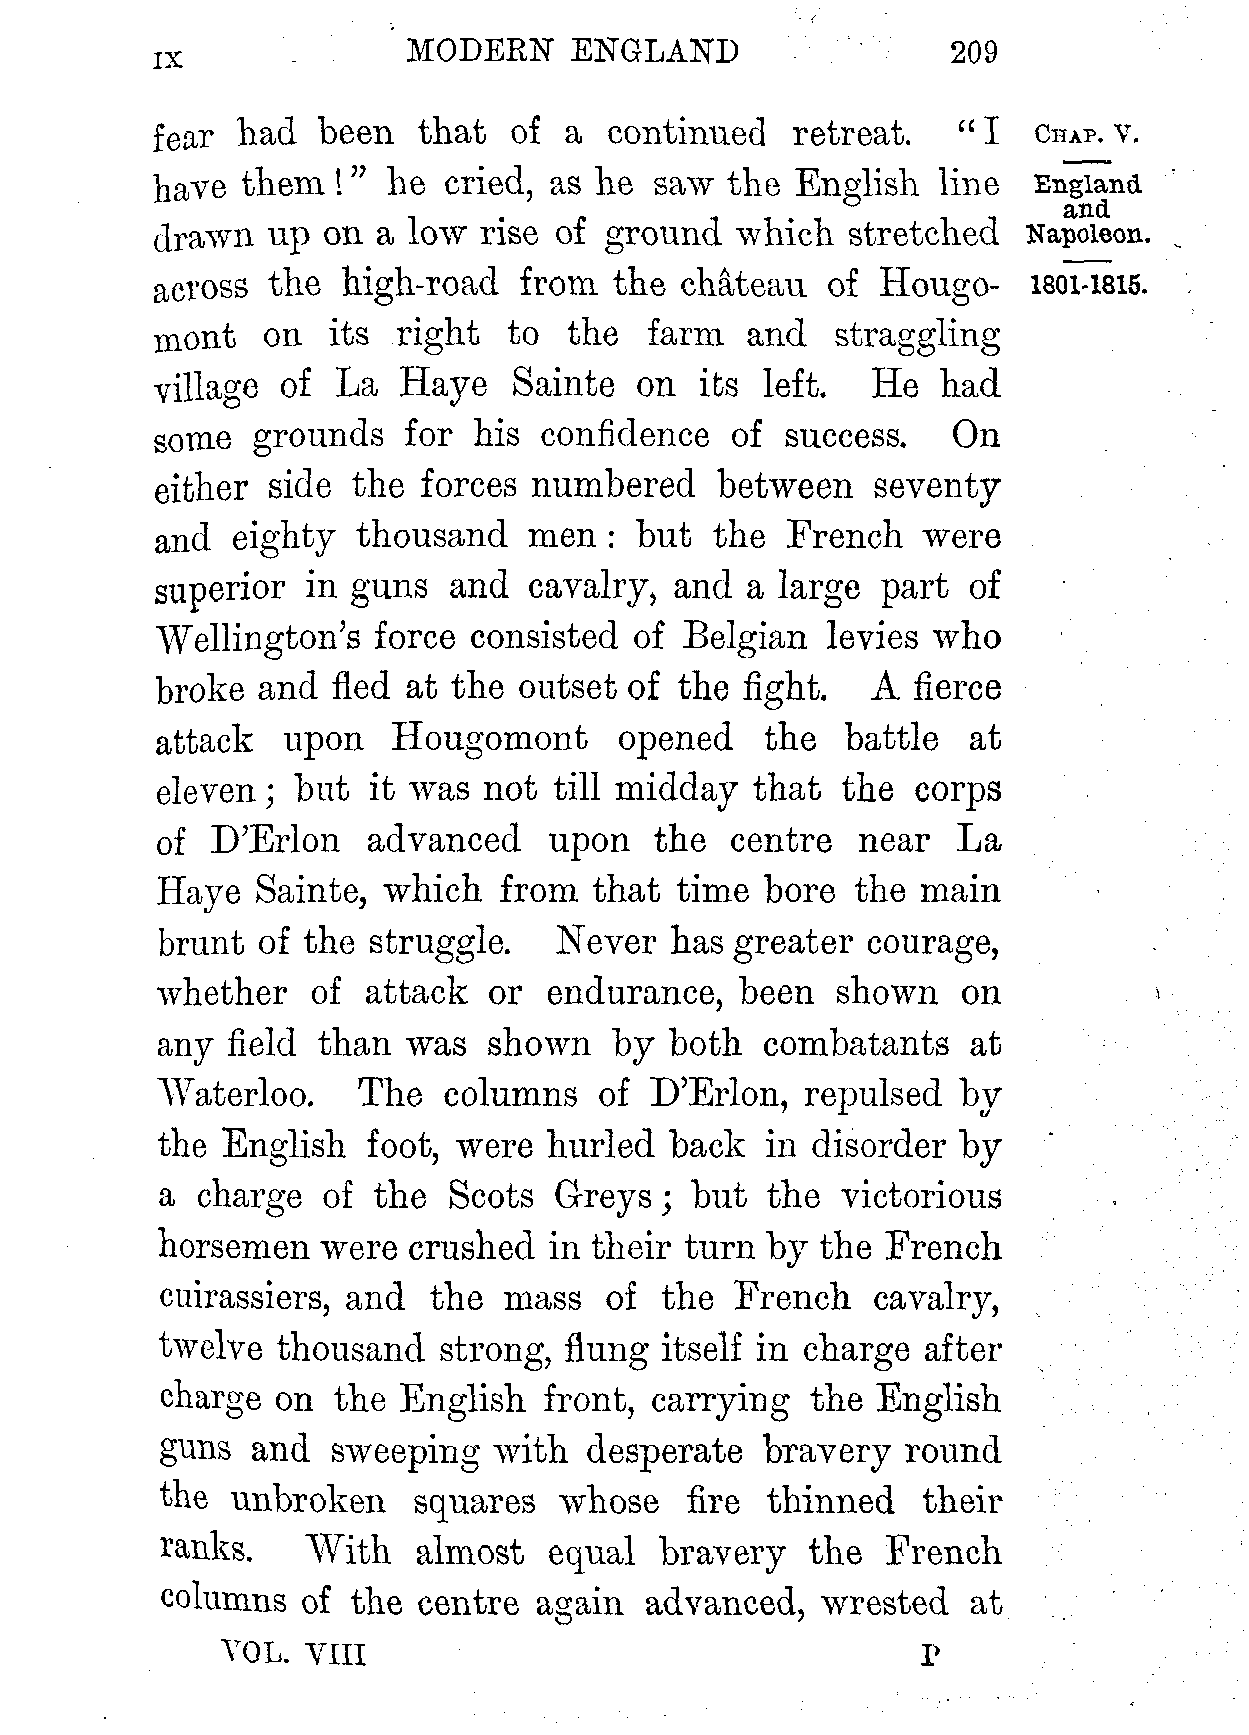 IX MODERN ENGLAND 209
fear had been that of a continued retreat. “I
have them!” he cried, as he saw the English line
drawn up on a low rise of ground which stretched
across the high-road from the château of Hougo-
mont on its right to the farm and straggling
village of La Haye Sainte on its left. He had
some grounds for his confidence of success. On
either side the forces numbered between seventy
and eighty thousand men: but the French were
superior in guns and cavalry, and a large part of
Wellington's force consisted of Belgian levies who
broke and fled at the outset of the fight. A fierce
attack upon Hougomont opened the battle at
eleven; but it was not till midday that the corps
of D'Erlon advanced upon the centre near La
Haye Sainte, which from that time bore the main
brunt of the struggle. Never has greater courage,
whether of attack or endurance, been shown on
any field than was shown by both combatants at
Waterloo. The columns of D'Erlon, repulsed by
the English foot, were hurled back in disorder by
a charge of the Scots Greys; but the victorious
horsemen were crushed in their turn by the French
cuirassiers, and the mass of the French cavalry,
twelve thousand strong, flung itself in charge after
charge on the English front, carrying the English
guns and sweeping with desperate bravery round
the unbroken squares whose fire thinned their
ranks. With almost equal bravery the French
columns of the centre again advanced, wrested at
VOL. VIII P
CHAP. V.
England
and
Napoleon.
1801-1815.